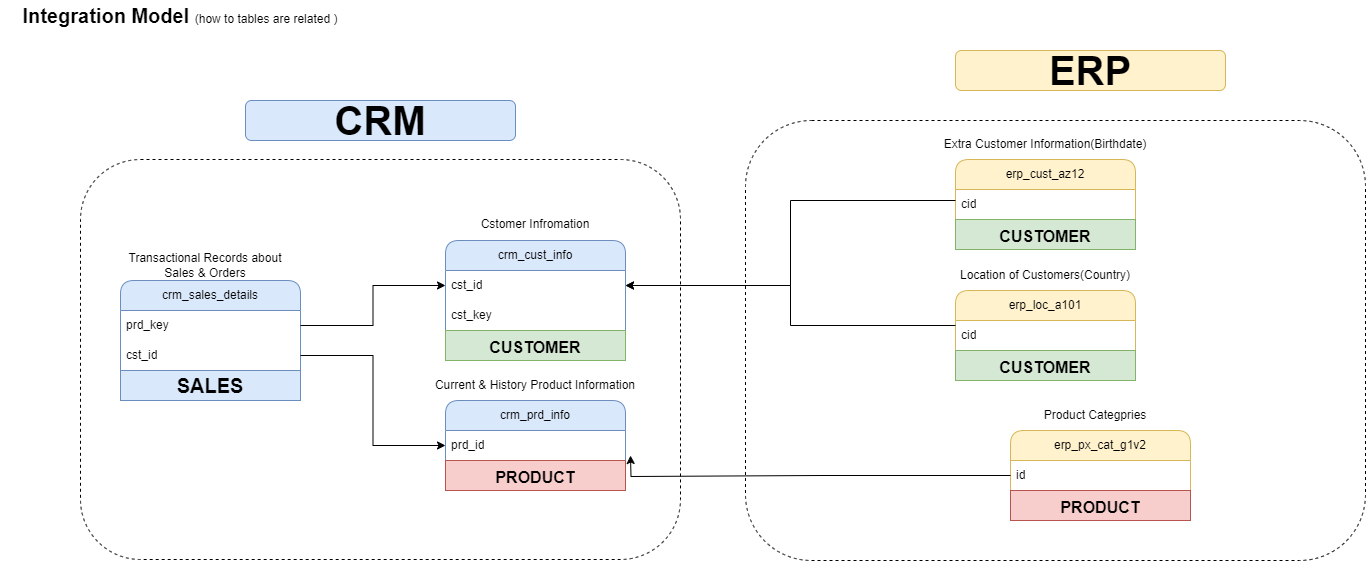 Integration Model (how to tables are related )
CRM
Transactional Records about
Sales & Orders
crm_sales_details
prd_key
cst_id
SALES
Cstomer Infromation
crm_cust_info
cst_id
cst_key
CUSTOMER
Current & History Product Information
crm_prd_info
prd_id
PRODUCT
ERP
Extra Customer Information(Birthdate)
erp_cust_az12
cid
CUSTOMER
Location of Customers(Country)
erp_loc_a101
cid
CUSTOMER
Product Categpries
erp_px_cat_g1v2
id
PRODUCT